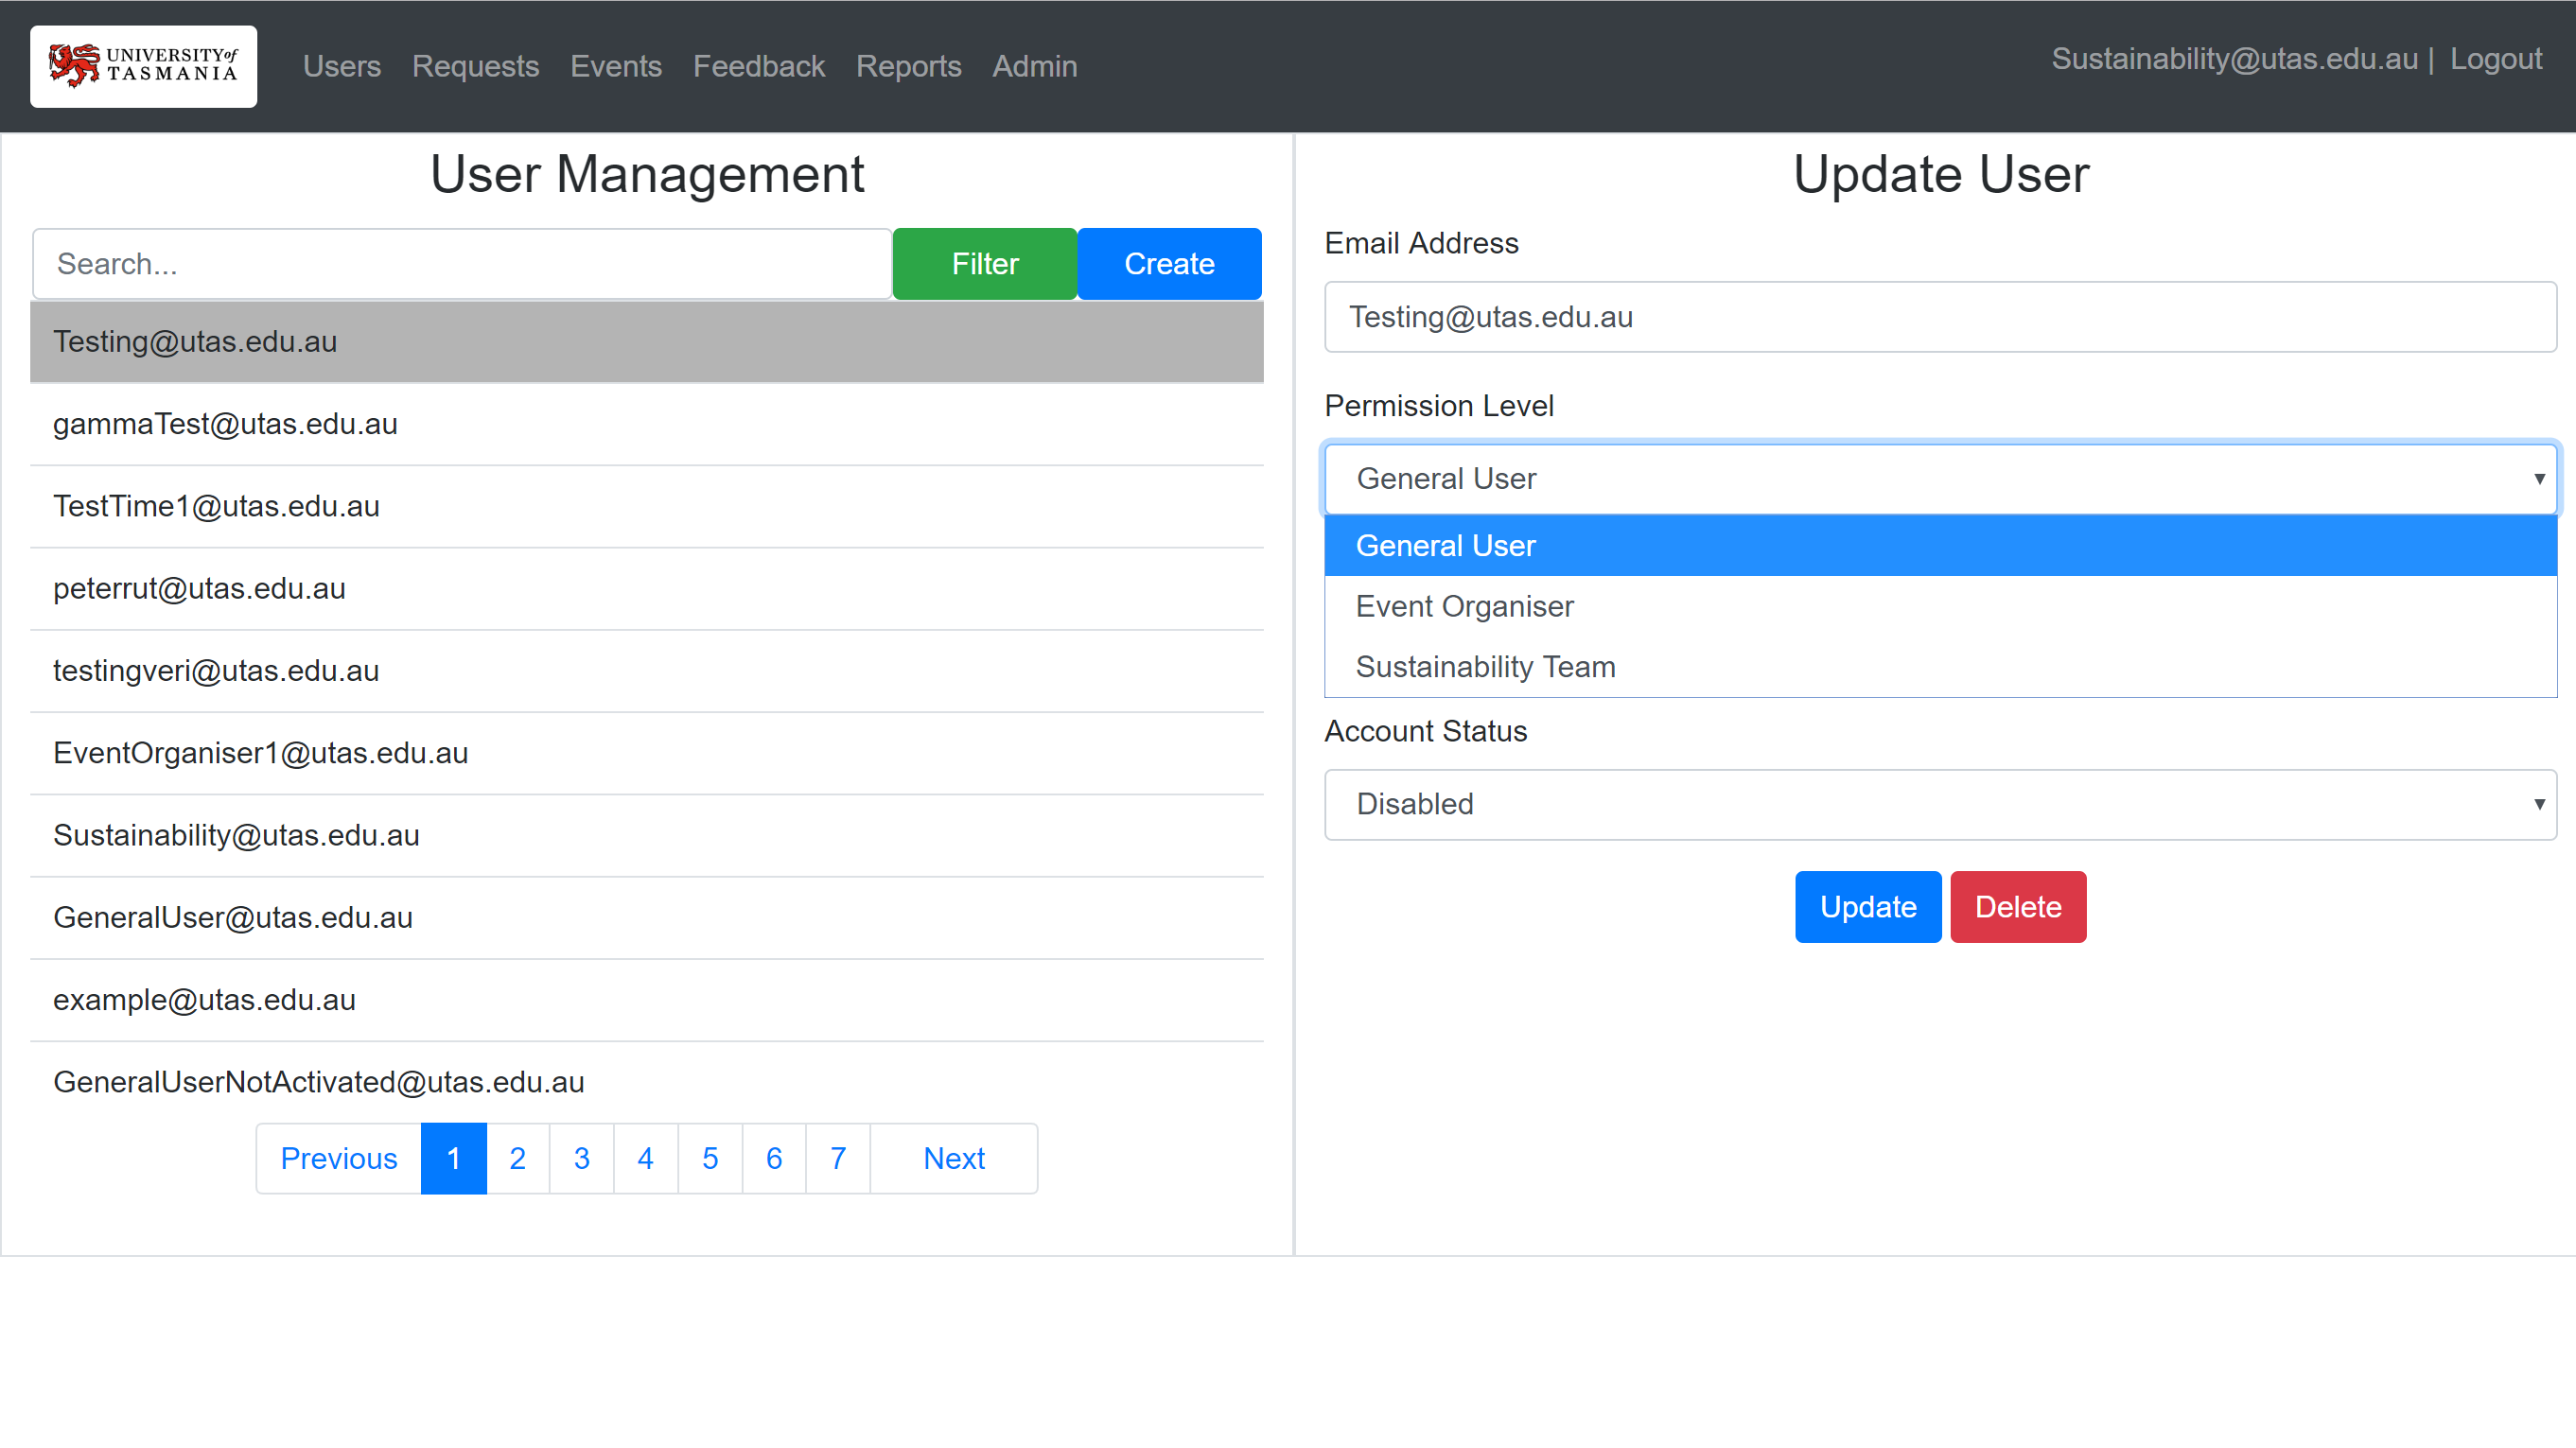 UNIVERSITY of
TASMANIA
Users Requests Events Feedback Reports Admin
Sustainability@utas.edu.au | Logout
User Management
Search...
Filter
Create
Testing@utas.edu.au
gammaTest@utas.edu.au
TestTime1@utas.edu.au
peterrut@utas.edu.au
testingveri@utas.edu.au
EventOrganiser1@utas.edu.au
Sustainability@utas.edu.au
GeneralUser@utas.edu.au
example@utas.edu.au
GeneralUserNotActivated@utas.edu.au
Previous 1 2 3 4 5 6 7 Next
Update User
Email Address
Testing@utas.edu.au
Permission Level
General User
General User
Event Organiser
Sustainability Team
Account Status
Disabled
Update Delete